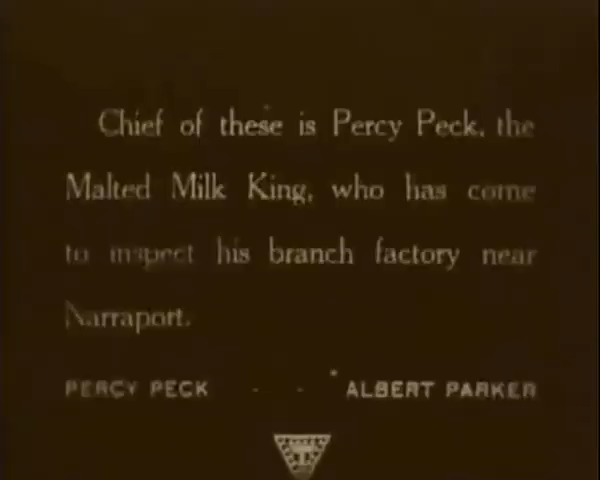 Chief of these is Percy Peck, the
Malted Milk King, who has come
to inspect his branch factory near
Narraport.
PERCY PECK - - ALBERT PARKER